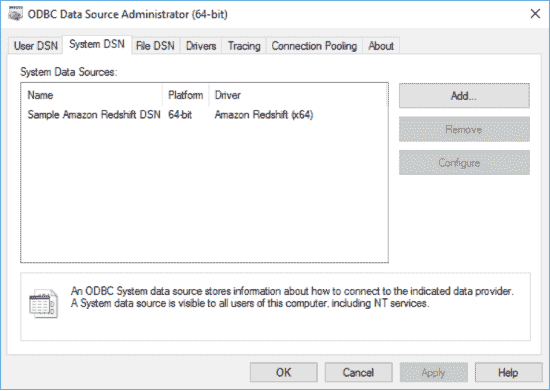 ODBC Data Source Administrator (64-bit)
User DSN System DSN File DSN Drivers Tracing Connection Pooling About
System Data Sources:
Name Platform Driver
Sample Amazon Redshift DSN 64-bit Amazon Redshift (x64)
Add...
Remove
Configure
An ODBC System data source stores information about how to connect to the indicated data provider.
A System data source is visible to all users of this computer, including NT services.
OK Cancel Apply Help